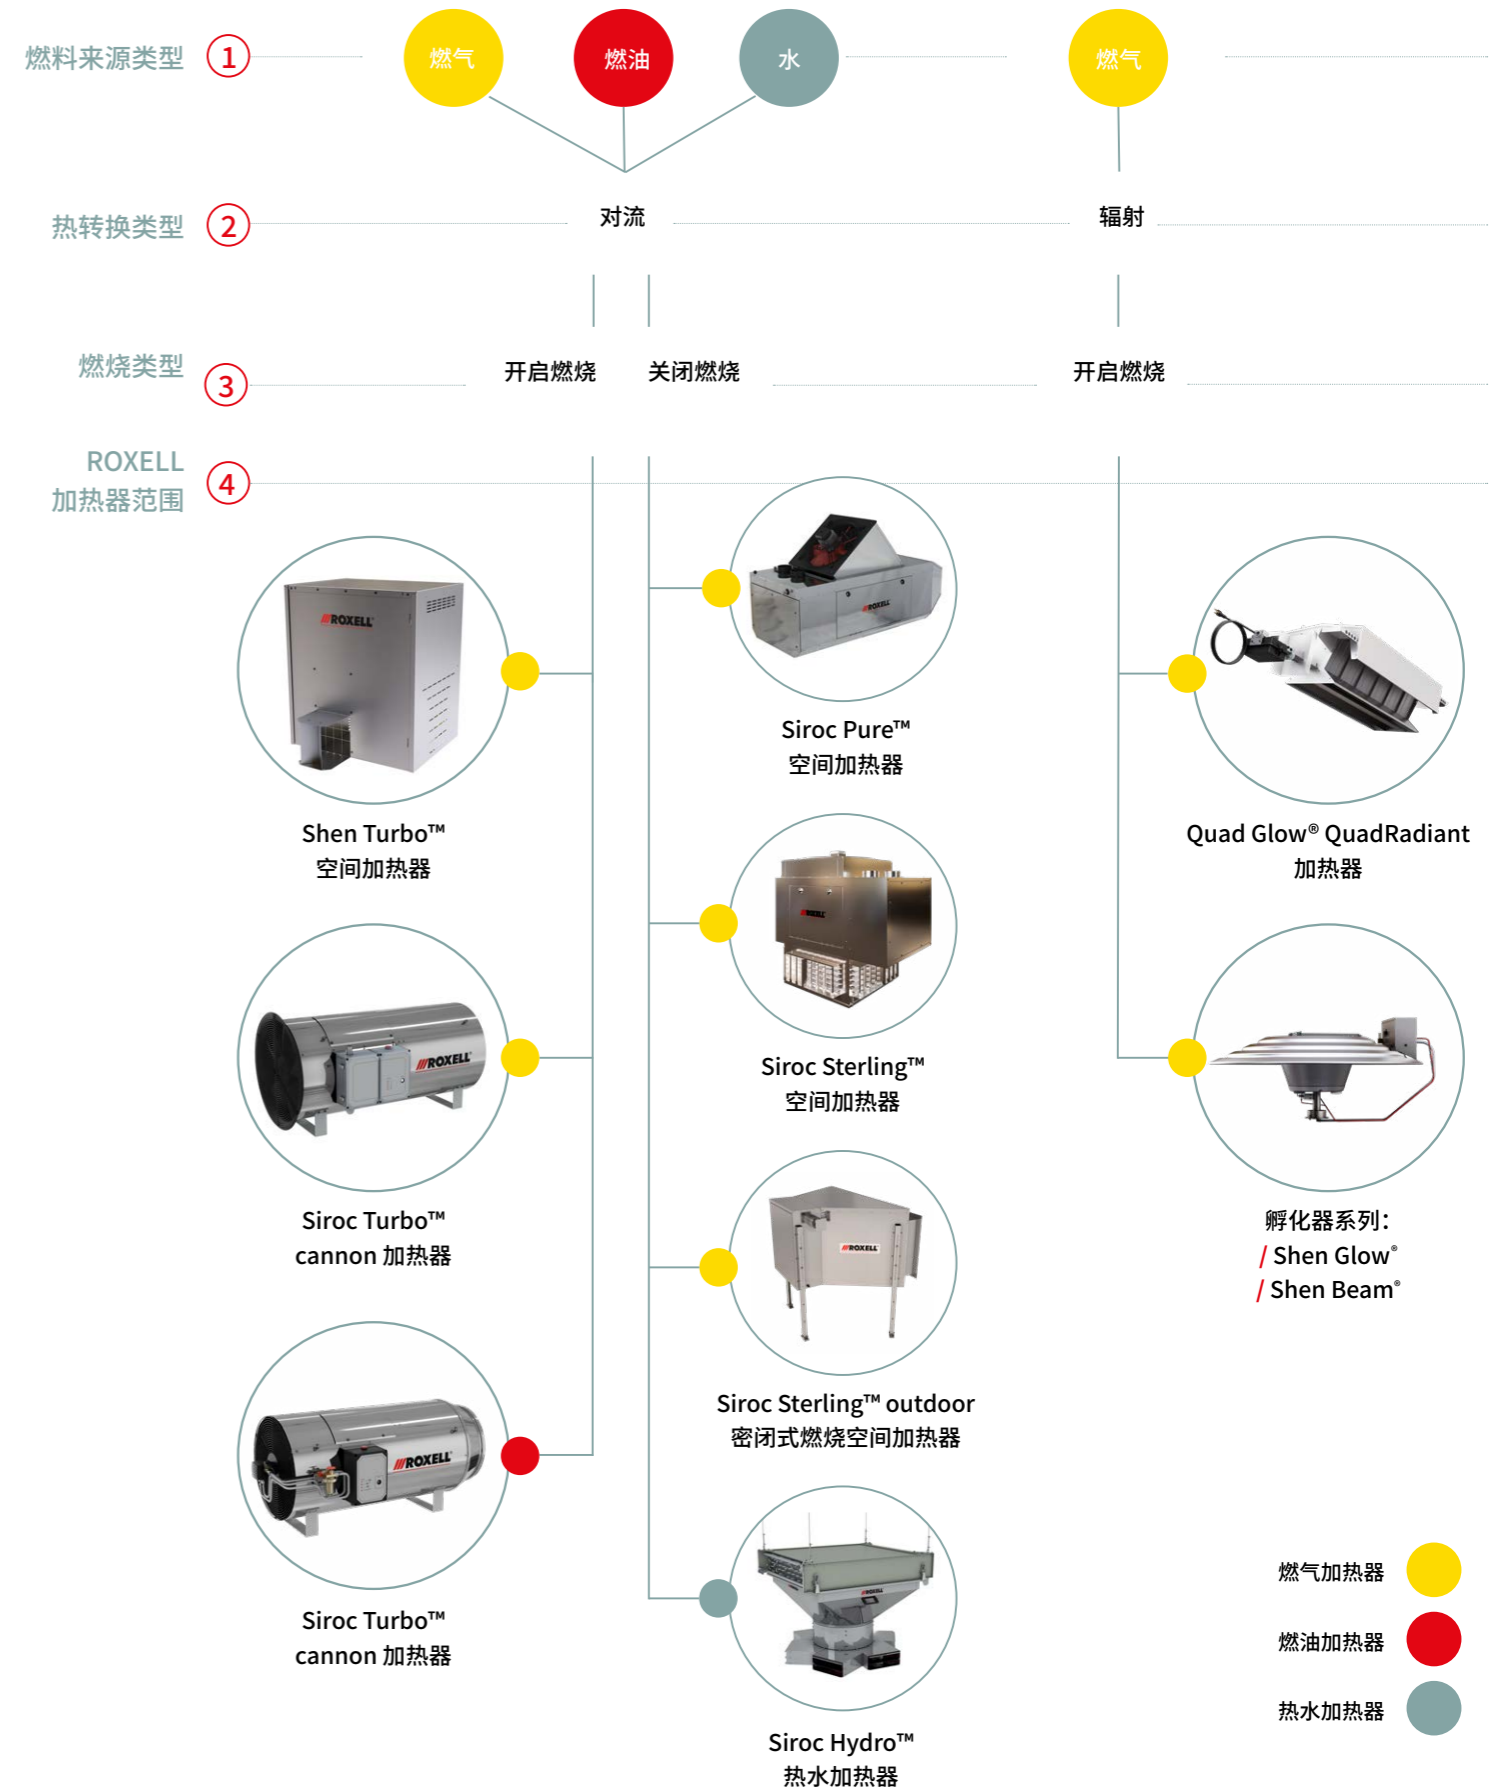 燃料来源类型 1 燃气 燃油 水 燃气
热转换类型 2 对流 辐射
燃烧类型 3 开启燃烧 关闭燃烧 开启燃烧
ROXELL
加热器范围 4
ROXELL
Shen Turbo™
空间加热器
ROXELL
Siroc Turbo™
cannon 加热器
ROXELL
Siroc Turbo™
cannon 加热器
ROXELL
Siroc Pure™
空间加热器
ROXELL
Siroc Sterling™
空间加热器
ROXELL
Siroc Sterling™ outdoor
密闭式燃烧空间加热器
ROXELL
Siroc Hydro™
热水加热器
Quad Glow® QuadRadiant
加热器
孵化器系列：
/ Shen Glow®
/ Shen Beam®
燃气加热器
燃油加热器
热水加热器